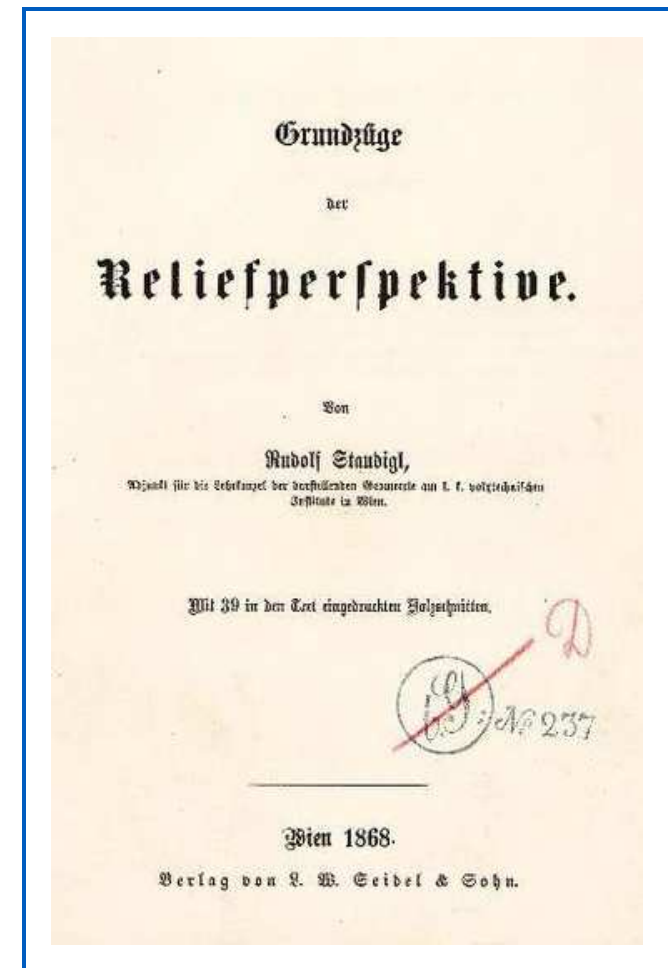 Grundzüge
der
Reliefperspektive.
Von
Rudolf Staudigl,
Adjunkt für die Lehrkanzel der darstellenden Geometrie am k. k. polytechnischen
Institute in Wien.
Mit 39 in den Text eingedruckten Holzschnitten.
D
G : No 237
Wien 1868.
Verlag von L. W. Seidel & Sohn.